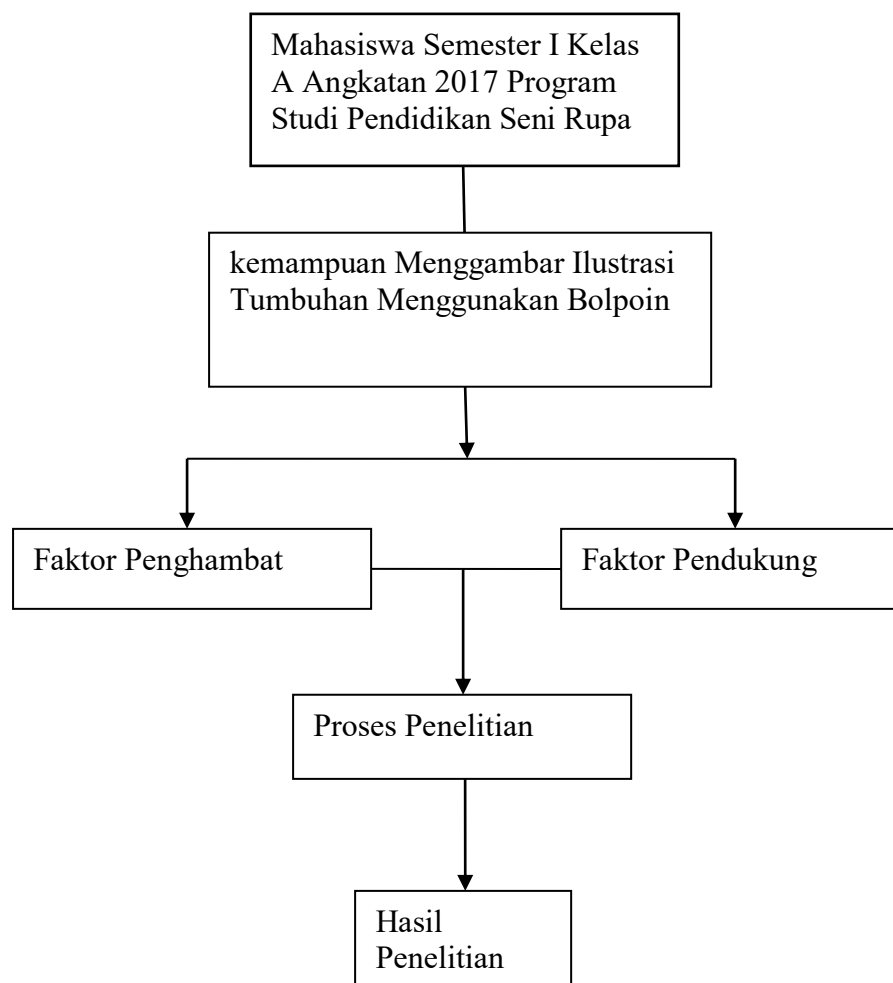 Mahasiswa Semester I Kelas
A Angkatan 2017 Program
Studi Pendidikan Seni Rupa
kemampuan Menggambar Ilustrasi
Tumbuhan Menggunakan Bolpoin
Faktor Penghambat
Faktor Pendukung
Proses Penelitian
Hasil
Penelitian